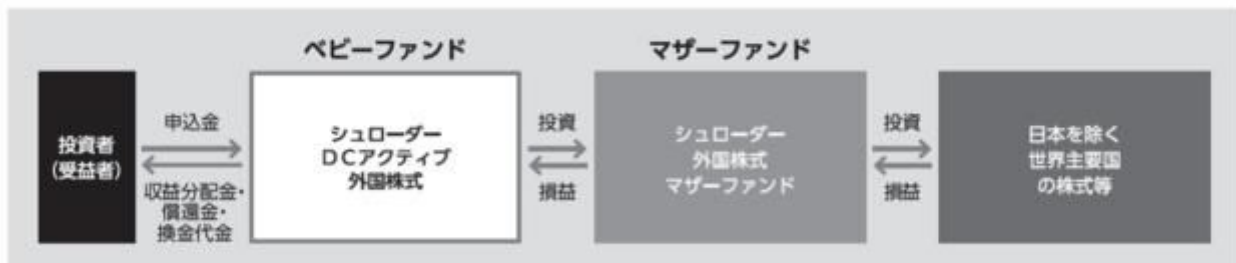 ベビーファンド
マザーファンド
投資者
(受益者)
申込金
収益分配金・
償還金・
換金代金
シュローダー
DCアクティブ
外国株式
投資
損益
シュローダー
外国株式
マザーファンド
投資
損益
日本を除く
世界主要国
の株式等